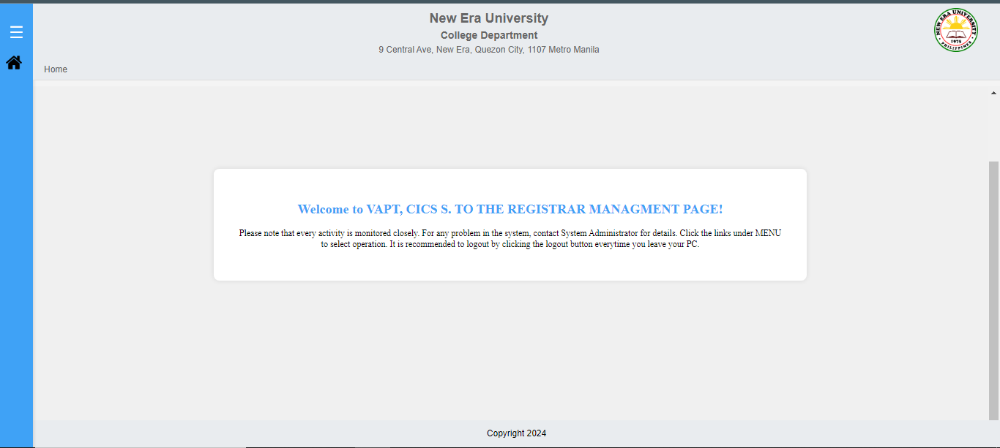 New Era University
College Department
9 Central Ave, New Era, Quezon City, 1107 Metro Manila
NEW ERA UNIVERSITY
1975
PHILIPPINES
Home
Welcome to VAPT, CICS S. TO THE REGISTRAR MANAGMENT PAGE!
Please note that every activity is monitored closely. For any problem in the system, contact System Administrator for details. Click the links under MENU
to select operation. It is recommended to logout by clicking the logout button everytime you leave your PC.
Copyright 2024